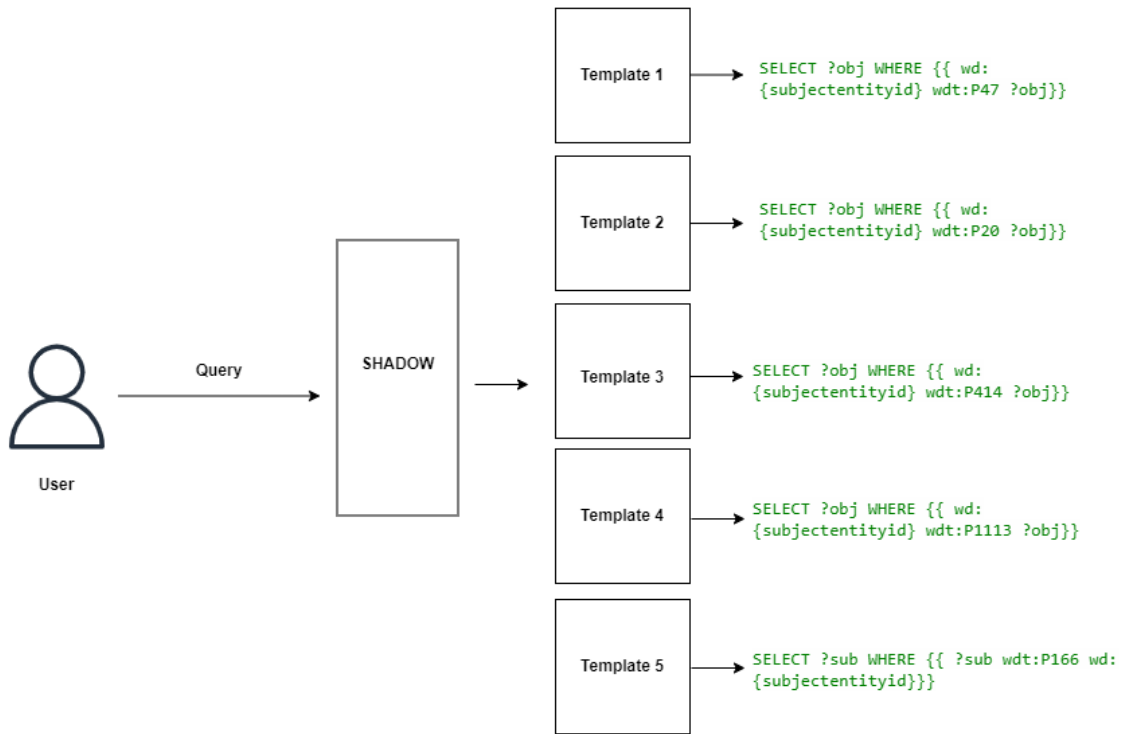 Template 1
SELECT ?obj WHERE {{ wd:
{subjectentityid} wdt:P47 ?obj}}
Template 2
SELECT ?obj WHERE {{ wd:
{subjectentityid} wdt:P20 ?obj}}
User
Query
SHADOW
Template 3
SELECT ?obj WHERE {{ wd:
{subjectentityid} wdt:P414 ?obj}}
Template 4
SELECT ?obj WHERE {{ wd:
{subjectentityid} wdt:P1113 ?obj}}
Template 5
SELECT ?sub WHERE {{ ?sub wdt:P166 wd:
{subjectentityid}}}